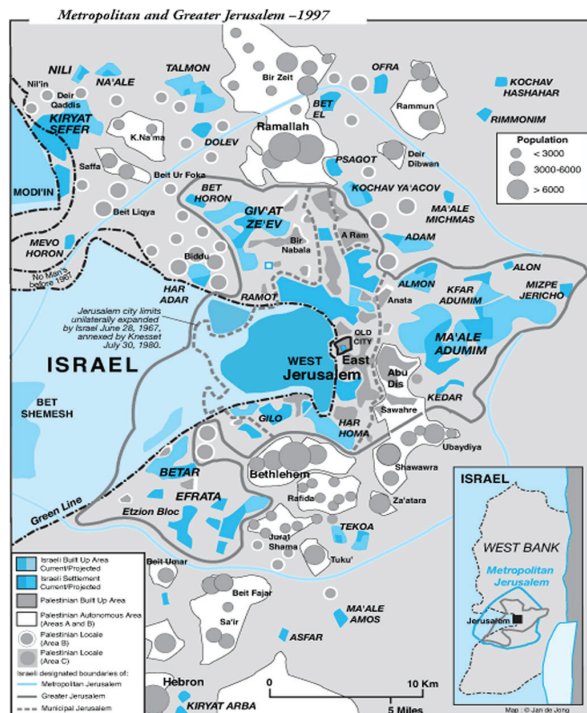 Metropolitan and Greater Jerusalem –1997
NILI
NA'ALE
TALMON
Bir Zeit
OFRA
KOCHAV
HASHAHAR
Nil'in
Deir
Qaddis
KIRYAT
SEFER
BET
EL
Rammun
RIMMONIM
K.Na'ma
Ramallah
DOLEV
Population
< 3000
3000-6000
> 6000
Saffa
PSAGOT
Deir
Dibwan
Beit Ur Foka
MODI'IN
BET
HORON
KOCHAV YA'ACOV
GIV'AT
ZE'EV
MA'ALE
MICHMAS
Beit Liqya
MEVO
HORON
Bir
Nabala
A Ram
ADAM
No Man's
before 1967
Biddu
ALON
HAR
ADAR
RAMOT
ALMON
KFAR
ADUMIM
MIZPE
JERICHO
Anata
Jerusalem city limits
unilaterally expanded
by Israel June 28, 1967,
annexed by Knesset
July 30, 1980.
OLD
CITY
MA'ALE
ADUMIM
ISRAEL
WEST
Jerusalem
East
Abu
Dis
BET
SHEMESH
KEDAR
Sawahre
GILO
HAR
HOMA
Ubaydiya
BETAR
Bethlehem
Shawawra
Green Line
EFRATA
Etzion Bloc
Rafida
Za'atara
TEKOA
Jurat
Shama
Tuku'
Beit Umar
Beit Fajar
Sa'ir
MA'ALE
AMOS
ASFAR
Hebron
KIRYAT ARBA
0
10 Km
5 Miles
Map : © Jan de Jong
ISRAEL
WEST BANK
Metropolitan
Jerusalem
Jerusalem
Israeli Built Up Area
Current/Projected
Israeli Settlement
Current/Projected
Palestinian Built Up Area
Palestinian Autonomous Area
(Areas A and B)
Palestinian Locale
(Area B)
Palestinian Locale
(Area C)
Israeli designated boundaries of:
Metropolitan Jerusalem
Greater Jerusalem
Municipal Jerusalem